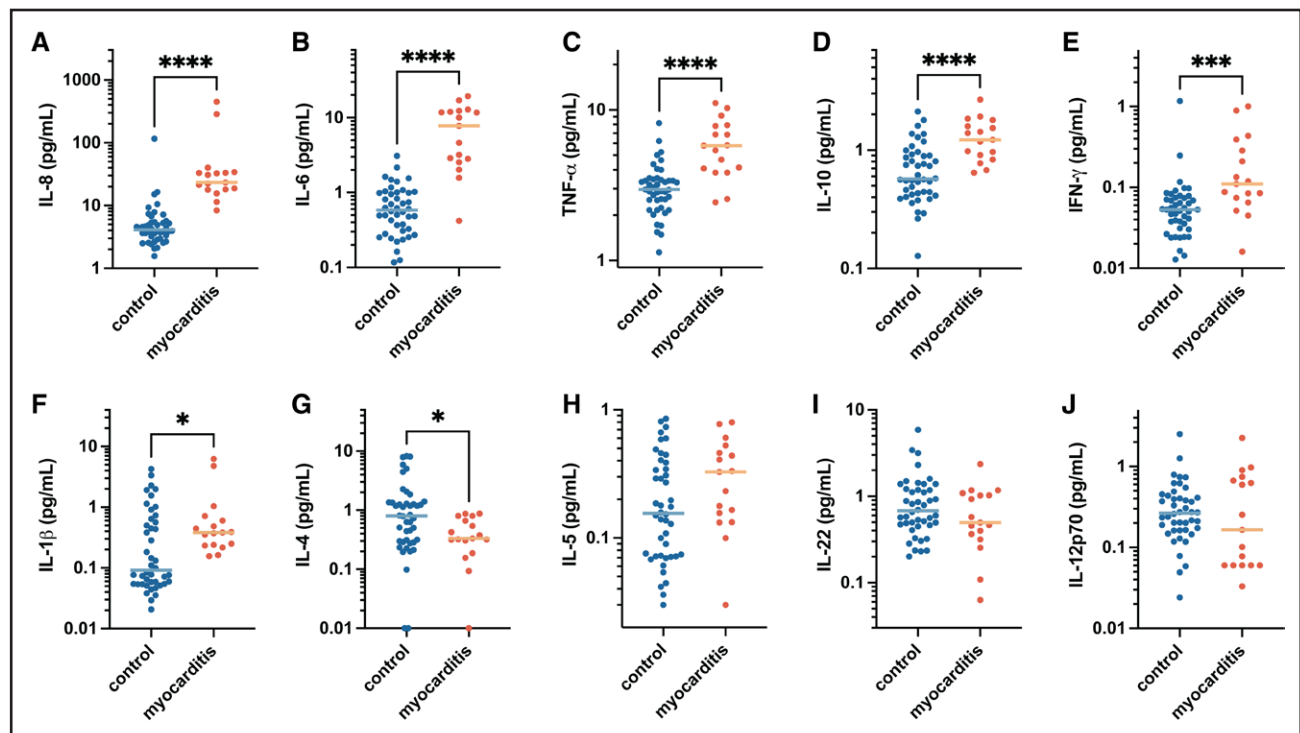 A
IL-8 (pg/mL)
1000
100
10
1
****
control
myocarditis
B
IL-6 (pg/mL)
10
1
0.1
****
control
myocarditis
C
TNF-α (pg/mL)
10
1
****
control
myocarditis
D
IL-10 (pg/mL)
1
0.1
****
control
myocarditis
E
IFN-γ (pg/mL)
1
0.1
0.01
***
control
myocarditis
F
IL-1β (pg/mL)
10
1
0.1
0.01
*
control
myocarditis
G
IL-4 (pg/mL)
10
1
0.1
0.01
*
control
myocarditis
H
IL-5 (pg/mL)
1
0.1
control
myocarditis
I
IL-22 (pg/mL)
10
1
0.1
control
myocarditis
J
IL-12p70 (pg/mL)
1
0.1
0.01
control
myocarditis